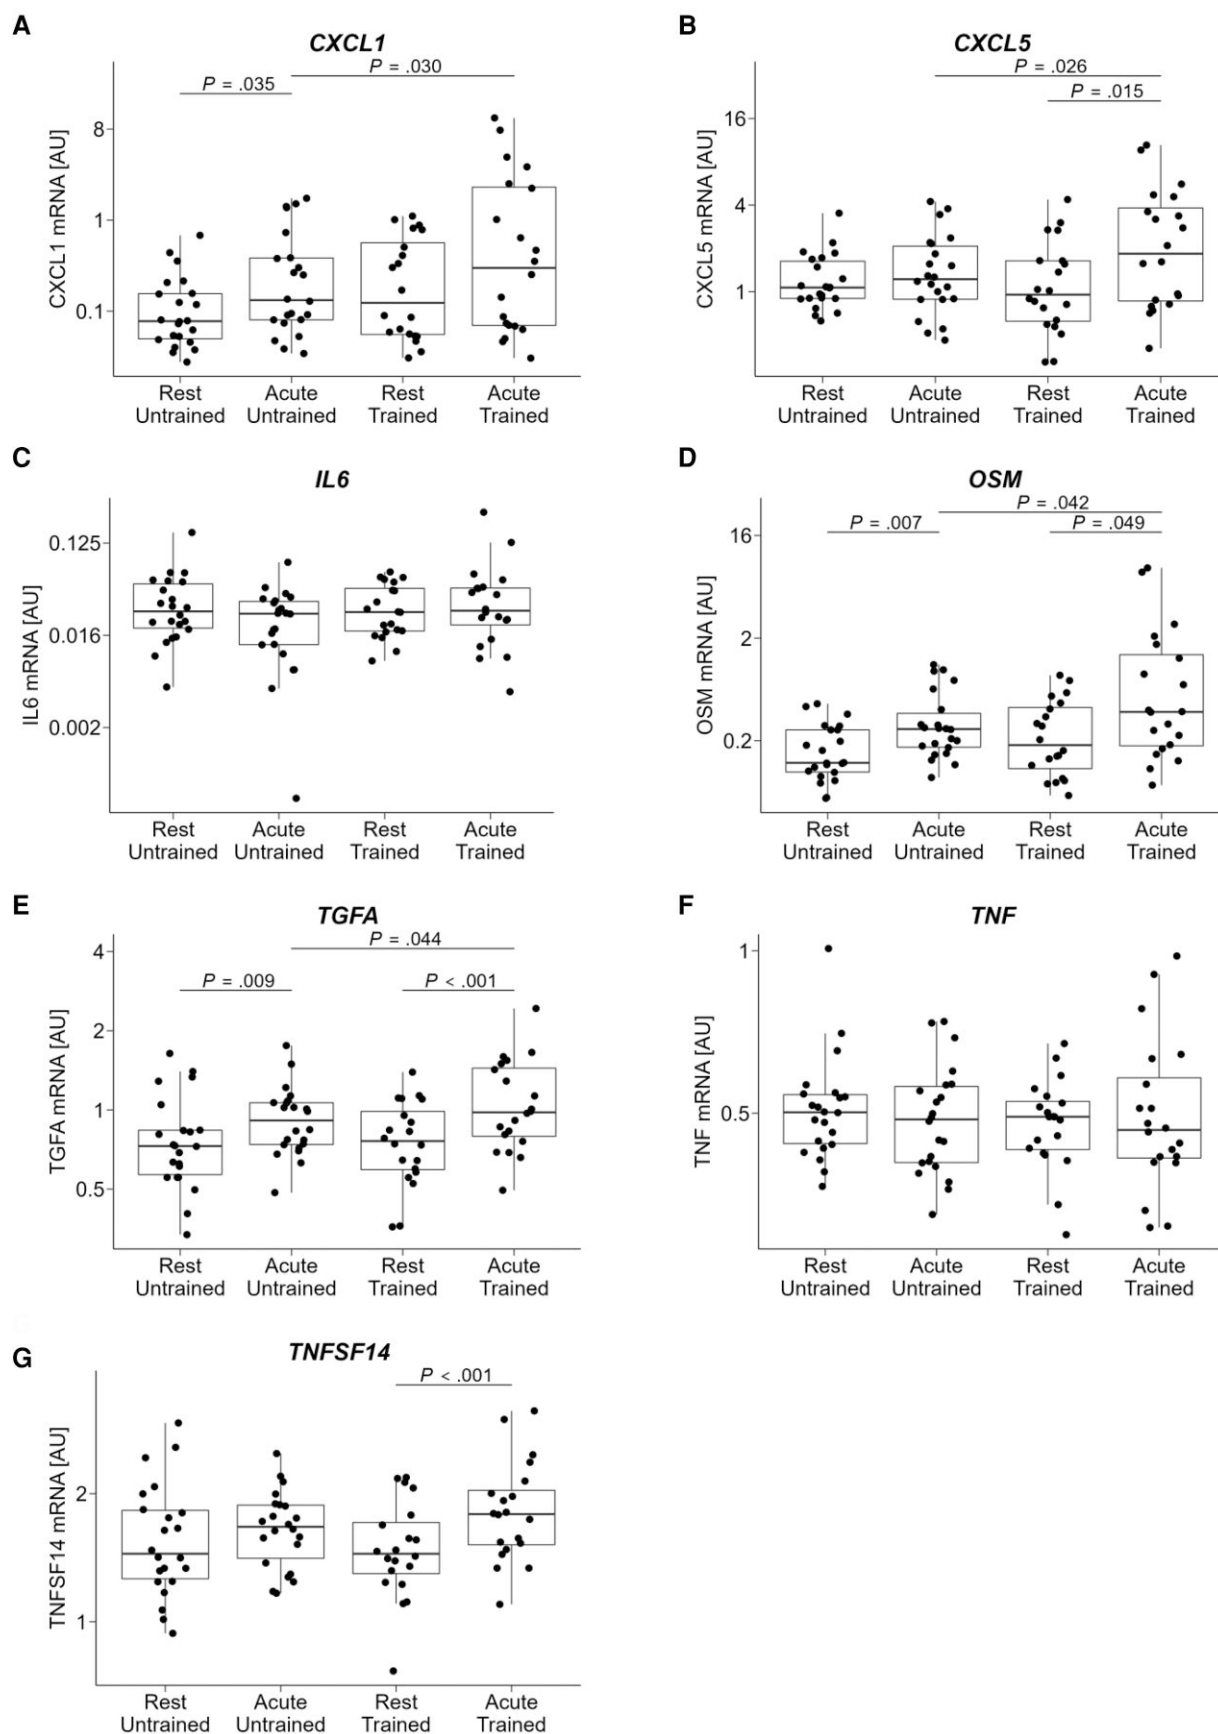 A
CXCL1
P = .030
P = .035
8
1
0.1
CXCL1 mRNA [AU]
Rest Untrained
Acute Untrained
Rest Trained
Acute Trained
B
CXCL5
P = .026
P = .015
16
4
1
CXCL5 mRNA [AU]
Rest Untrained
Acute Untrained
Rest Trained
Acute Trained
C
IL6
0.125
0.016
0.002
IL6 mRNA [AU]
Rest Untrained
Acute Untrained
Rest Trained
Acute Trained
D
OSM
P = .042
P = .007
P = .049
16
2
0.2
OSM mRNA [AU]
Rest Untrained
Acute Untrained
Rest Trained
Acute Trained
E
TGFA
P = .044
P = .009
P < .001
4
2
1
0.5
TGFA mRNA [AU]
Rest Untrained
Acute Untrained
Rest Trained
Acute Trained
F
TNF
1
0.5
TNF mRNA [AU]
Rest Untrained
Acute Untrained
Rest Trained
Acute Trained
G
TNFSF14
P < .001
2
1
TNFSF14 mRNA [AU]
Rest Untrained
Acute Untrained
Rest Trained
Acute Trained